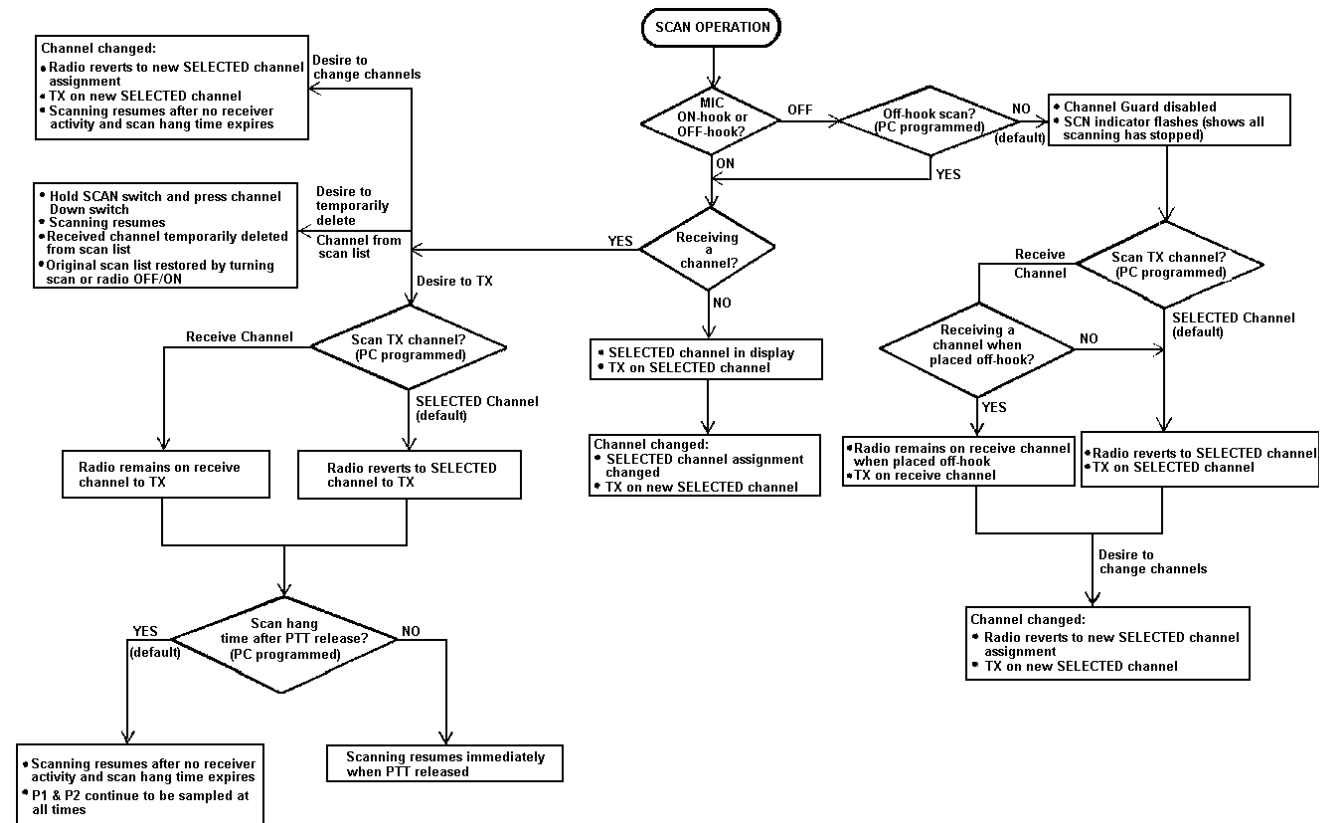 SCAN OPERATION
MIC
ON-hook or
OFF-hook?
OFF
ON
Off-hook scan?
(PC programmed)
NO
(default)
YES
• Channel Guard disabled
• SCN indicator flashes (shows all
scanning has stopped)
Channel changed:
• Radio reverts to new SELECTED channel
assignment
• TX on new SELECTED channel
• Scanning resumes after no receiver
activity and scan hang time expires
Desire to
change channels
• Hold SCAN switch and press channel
Down switch
• Scanning resumes
• Received channel temporarily deleted
from scan list
• Original scan list restored by turning
scan or radio OFF/ON
Desire to
temporarily
delete
Channel from
scan list
YES
Receiving
a
channel?
NO
Desire to TX
Receive Channel
Scan TX channel?
(PC programmed)
SELECTED Channel
(default)
• SELECTED channel in display
• TX on SELECTED channel
Channel changed:
• SELECTED channel assignment
changed
• TX on new SELECTED channel
Receive
Channel
Scan TX channel?
(PC programmed)
SELECTED Channel
(default)
Receiving a
channel when
placed off-hook?
NO
YES
Radio remains on receive
channel to TX
Radio reverts to SELECTED
channel to TX
• Radio remains on receive channel
when placed off-hook
• TX on receive channel
• Radio reverts to SELECTED channel
• TX on SELECTED channel
Desire to
change channels
Channel changed:
• Radio reverts to new SELECTED channel
assignment
• TX on new SELECTED channel
Scan hang
time after PTT release?
(PC programmed)
YES
(default)
NO
• Scanning resumes after no receiver
activity and scan hang time expires
• P1 & P2 continue to be sampled at
all times
Scanning resumes immediately
when PTT released